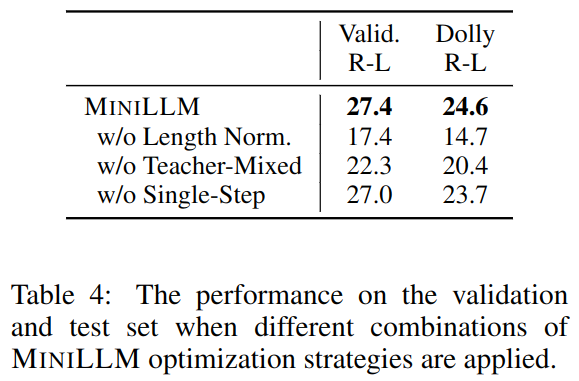 Valid. Dolly
R-L R-L
MINILLM 27.4 24.6
w/o Length Norm. 17.4 14.7
w/o Teacher-Mixed 22.3 20.4
w/o Single-Step 27.0 23.7
Table 4: The performance on the validation
and test set when different combinations of
MINILLM optimization strategies are applied.